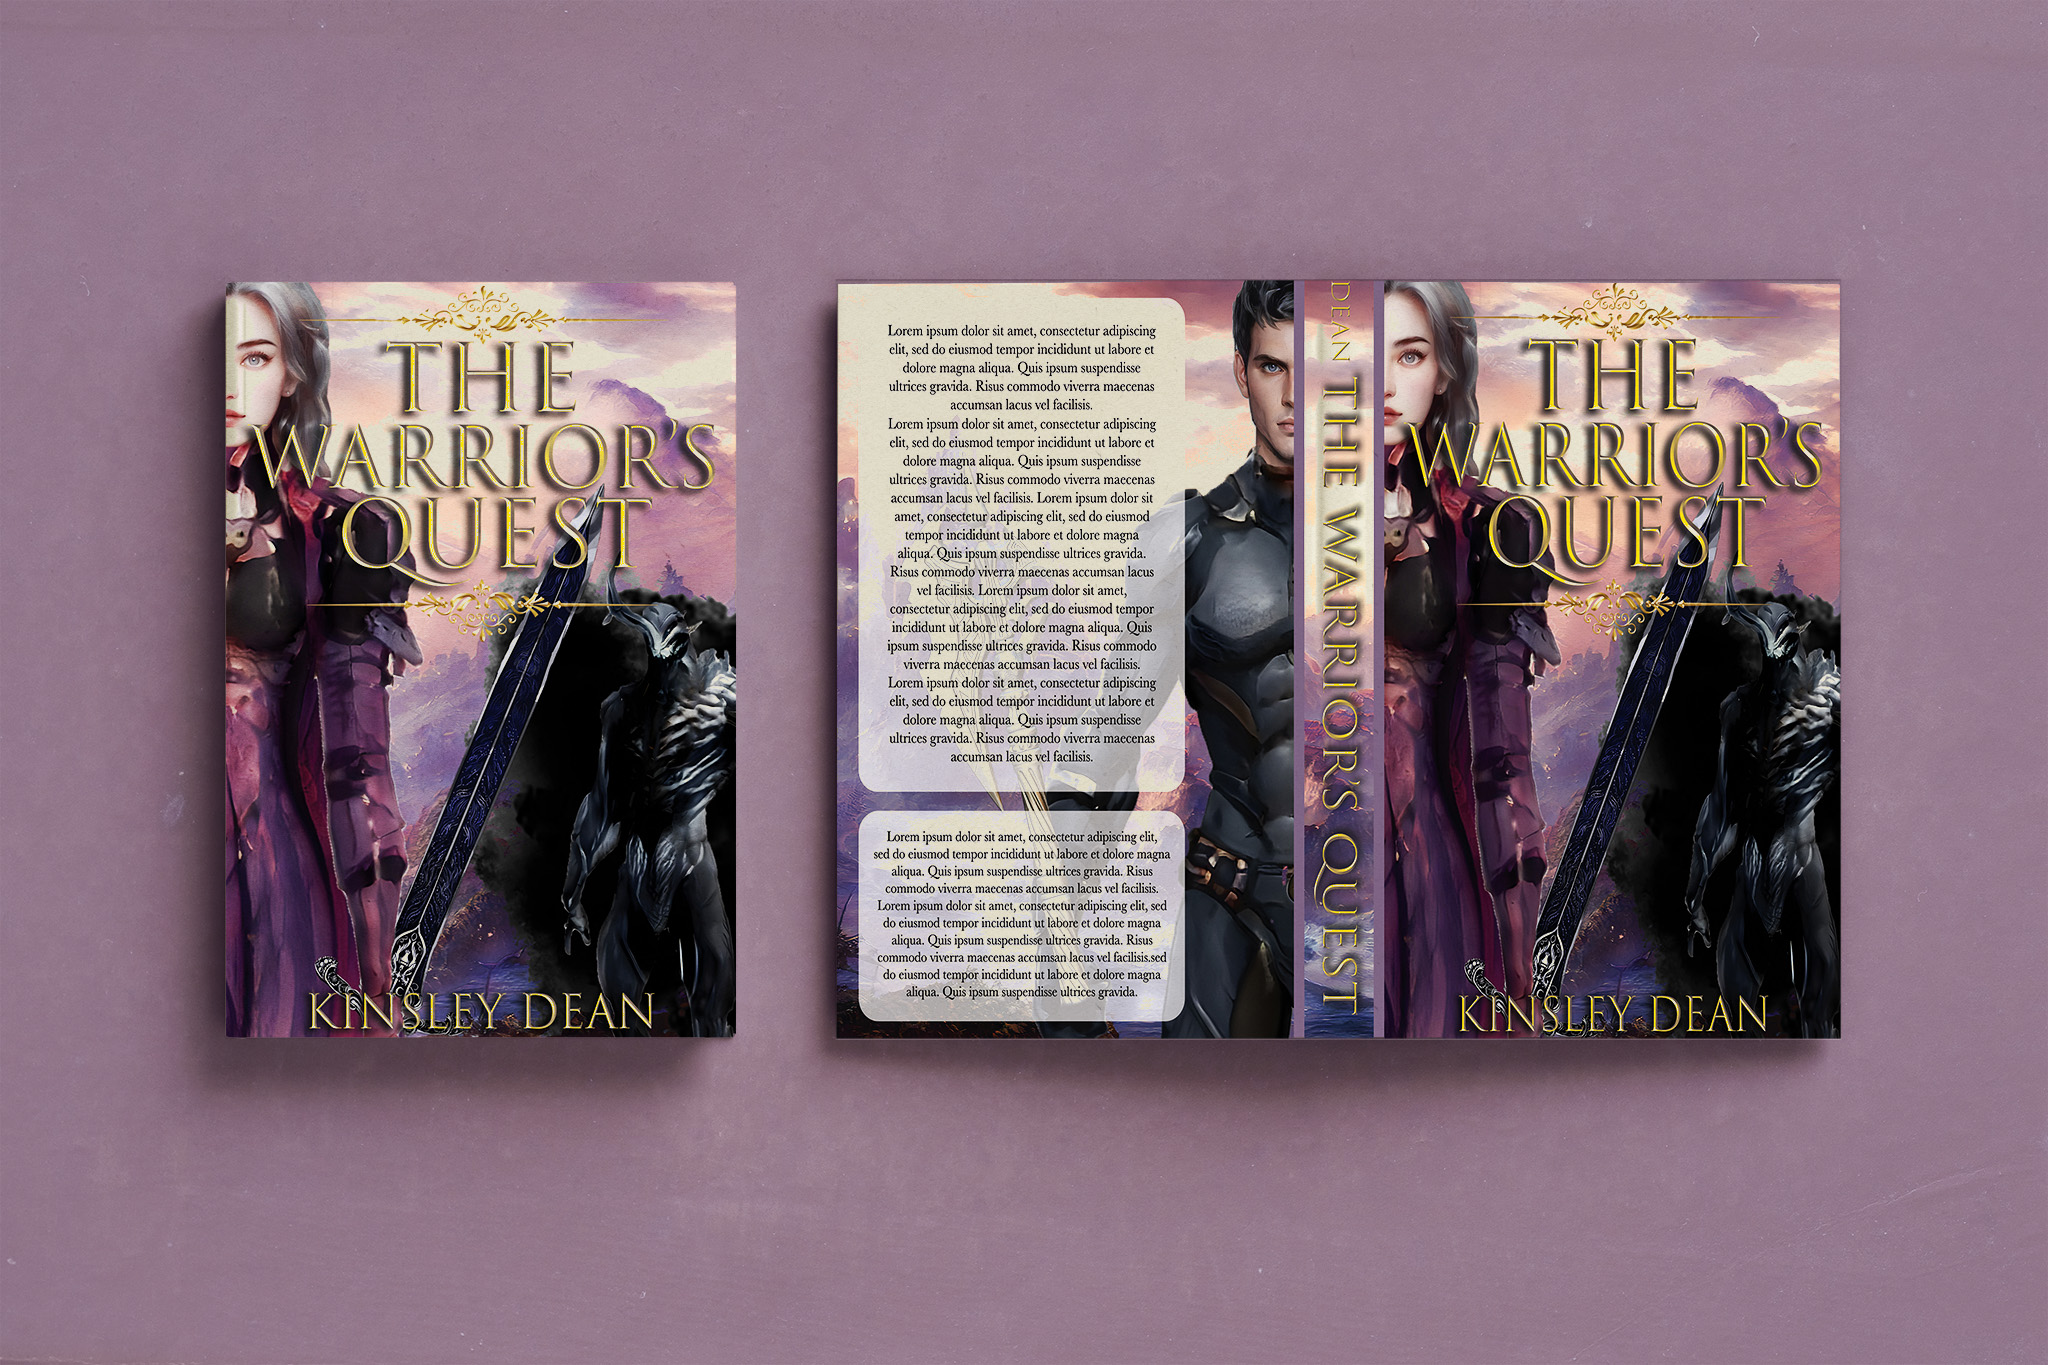 THE
WARRIOR'S
QUEST
KINSLEY DEAN
Lorem ipsum dolor sit amet, consectetur adipiscing
elit, sed do eiusmod tempor incididunt ut labore et
dolore magna aliqua. Quis ipsum suspendisse
ultrices gravida. Risus commodo viverra maecenas
accumsan lacus vel facilisis.
Lorem ipsum dolor sit amet, consectetur adipiscing
elit, sed do eiusmod tempor incididunt ut labore et
dolore magna aliqua. Quis ipsum suspendisse
ultrices gravida. Risus commodo viverra maecenas
accumsan lacus vel facilisis. Lorem ipsum dolor sit
amet, consectetur adipiscing elit, sed do eiusmod
tempor incididunt ut labore et dolore magna
aliqua. Quis ipsum suspendisse ultrices gravida.
Risus commodo viverra maecenas accumsan lacus
vel facilisis. Lorem ipsum dolor sit amet,
consectetur adipiscing elit, sed do eiusmod tempor
incididunt ut labore et dolore magna aliqua. Quis
ipsum suspendisse ultrices gravida. Risus commodo
viverra maecenas accumsan lacus vel facilisis.
Lorem ipsum dolor sit amet, consectetur adipiscing
elit, sed do eiusmod tempor incididunt ut labore et
dolore magna aliqua. Quis ipsum suspendisse
ultrices gravida. Risus commodo viverra maecenas
accumsan lacus vel facilisis.
Lorem ipsum dolor sit amet, consectetur adipiscing elit,
sed do eiusmod tempor incididunt ut labore et dolore magna
aliqua. Quis ipsum suspendisse ultrices gravida. Risus
commodo viverra maecenas accumsan lacus vel facilisis.
Lorem ipsum dolor sit amet, consectetur adipiscing elit, sed
do eiusmod tempor incididunt ut labore et dolore magna
aliqua. Quis ipsum suspendisse ultrices gravida. Risus
commodo viverra maecenas accumsan lacus vel facilisis.sed
do eiusmod tempor incididunt ut labore et dolore magna
aliqua. Quis ipsum suspendisse ultrices gravida.
DEAN THE WARRIOR'S QUEST
THE
WARRIOR'S
QUEST
KINSLEY DEAN